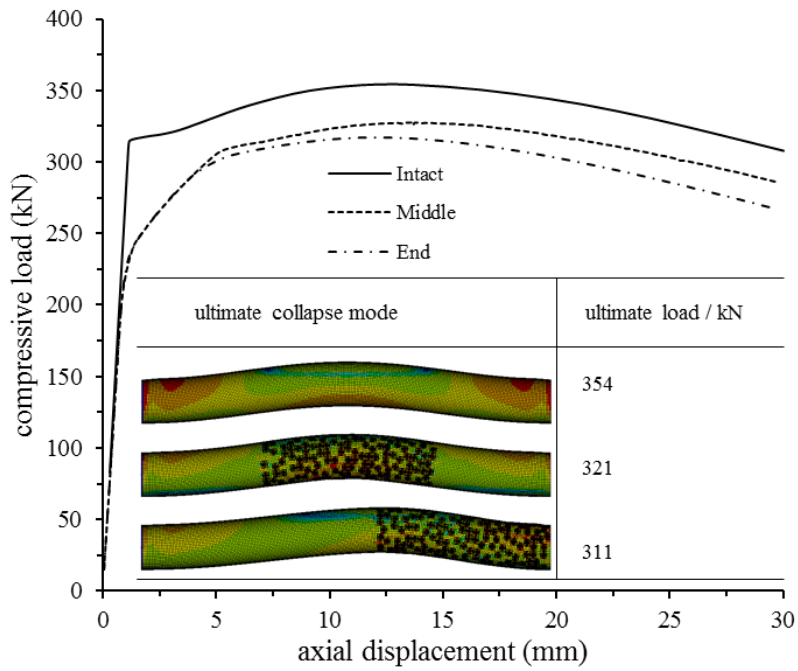 400
350
300
250
200
150
100
50
0
compressive load (kN)
Intact
Middle
End
ultimate collapse mode
ultimate load / kN
354
321
311
0 5 10 15 20 25 30
axial displacement (mm)